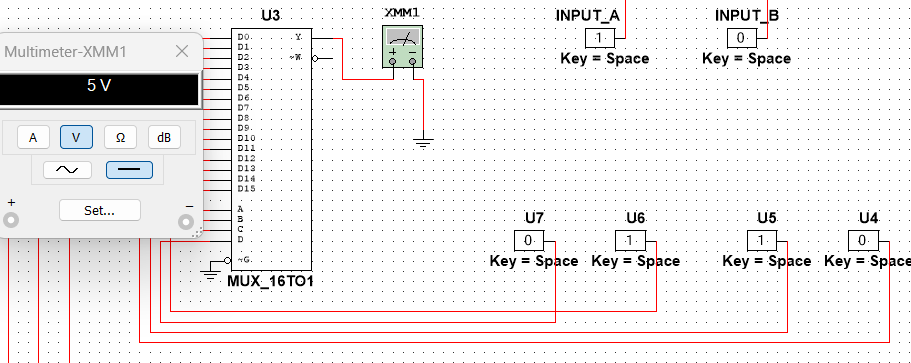 U3
XMM1
INPUT_A
INPUT_B
1
0
Key = Space
Key = Space
Multimeter-XMM1
5 V
A
V
Ω
dB
+
−
Set...
D0
D1
D2
D3
D4
D5
D6
D7
D8
D9
D10
D11
D12
D13
D14
D15
A
B
C
D
~G
Y
~W
+
-
MUX_16TO1
U7
U6
U5
U4
0
1
1
0
Key = Space
Key = Space
Key = Space
Key = Space